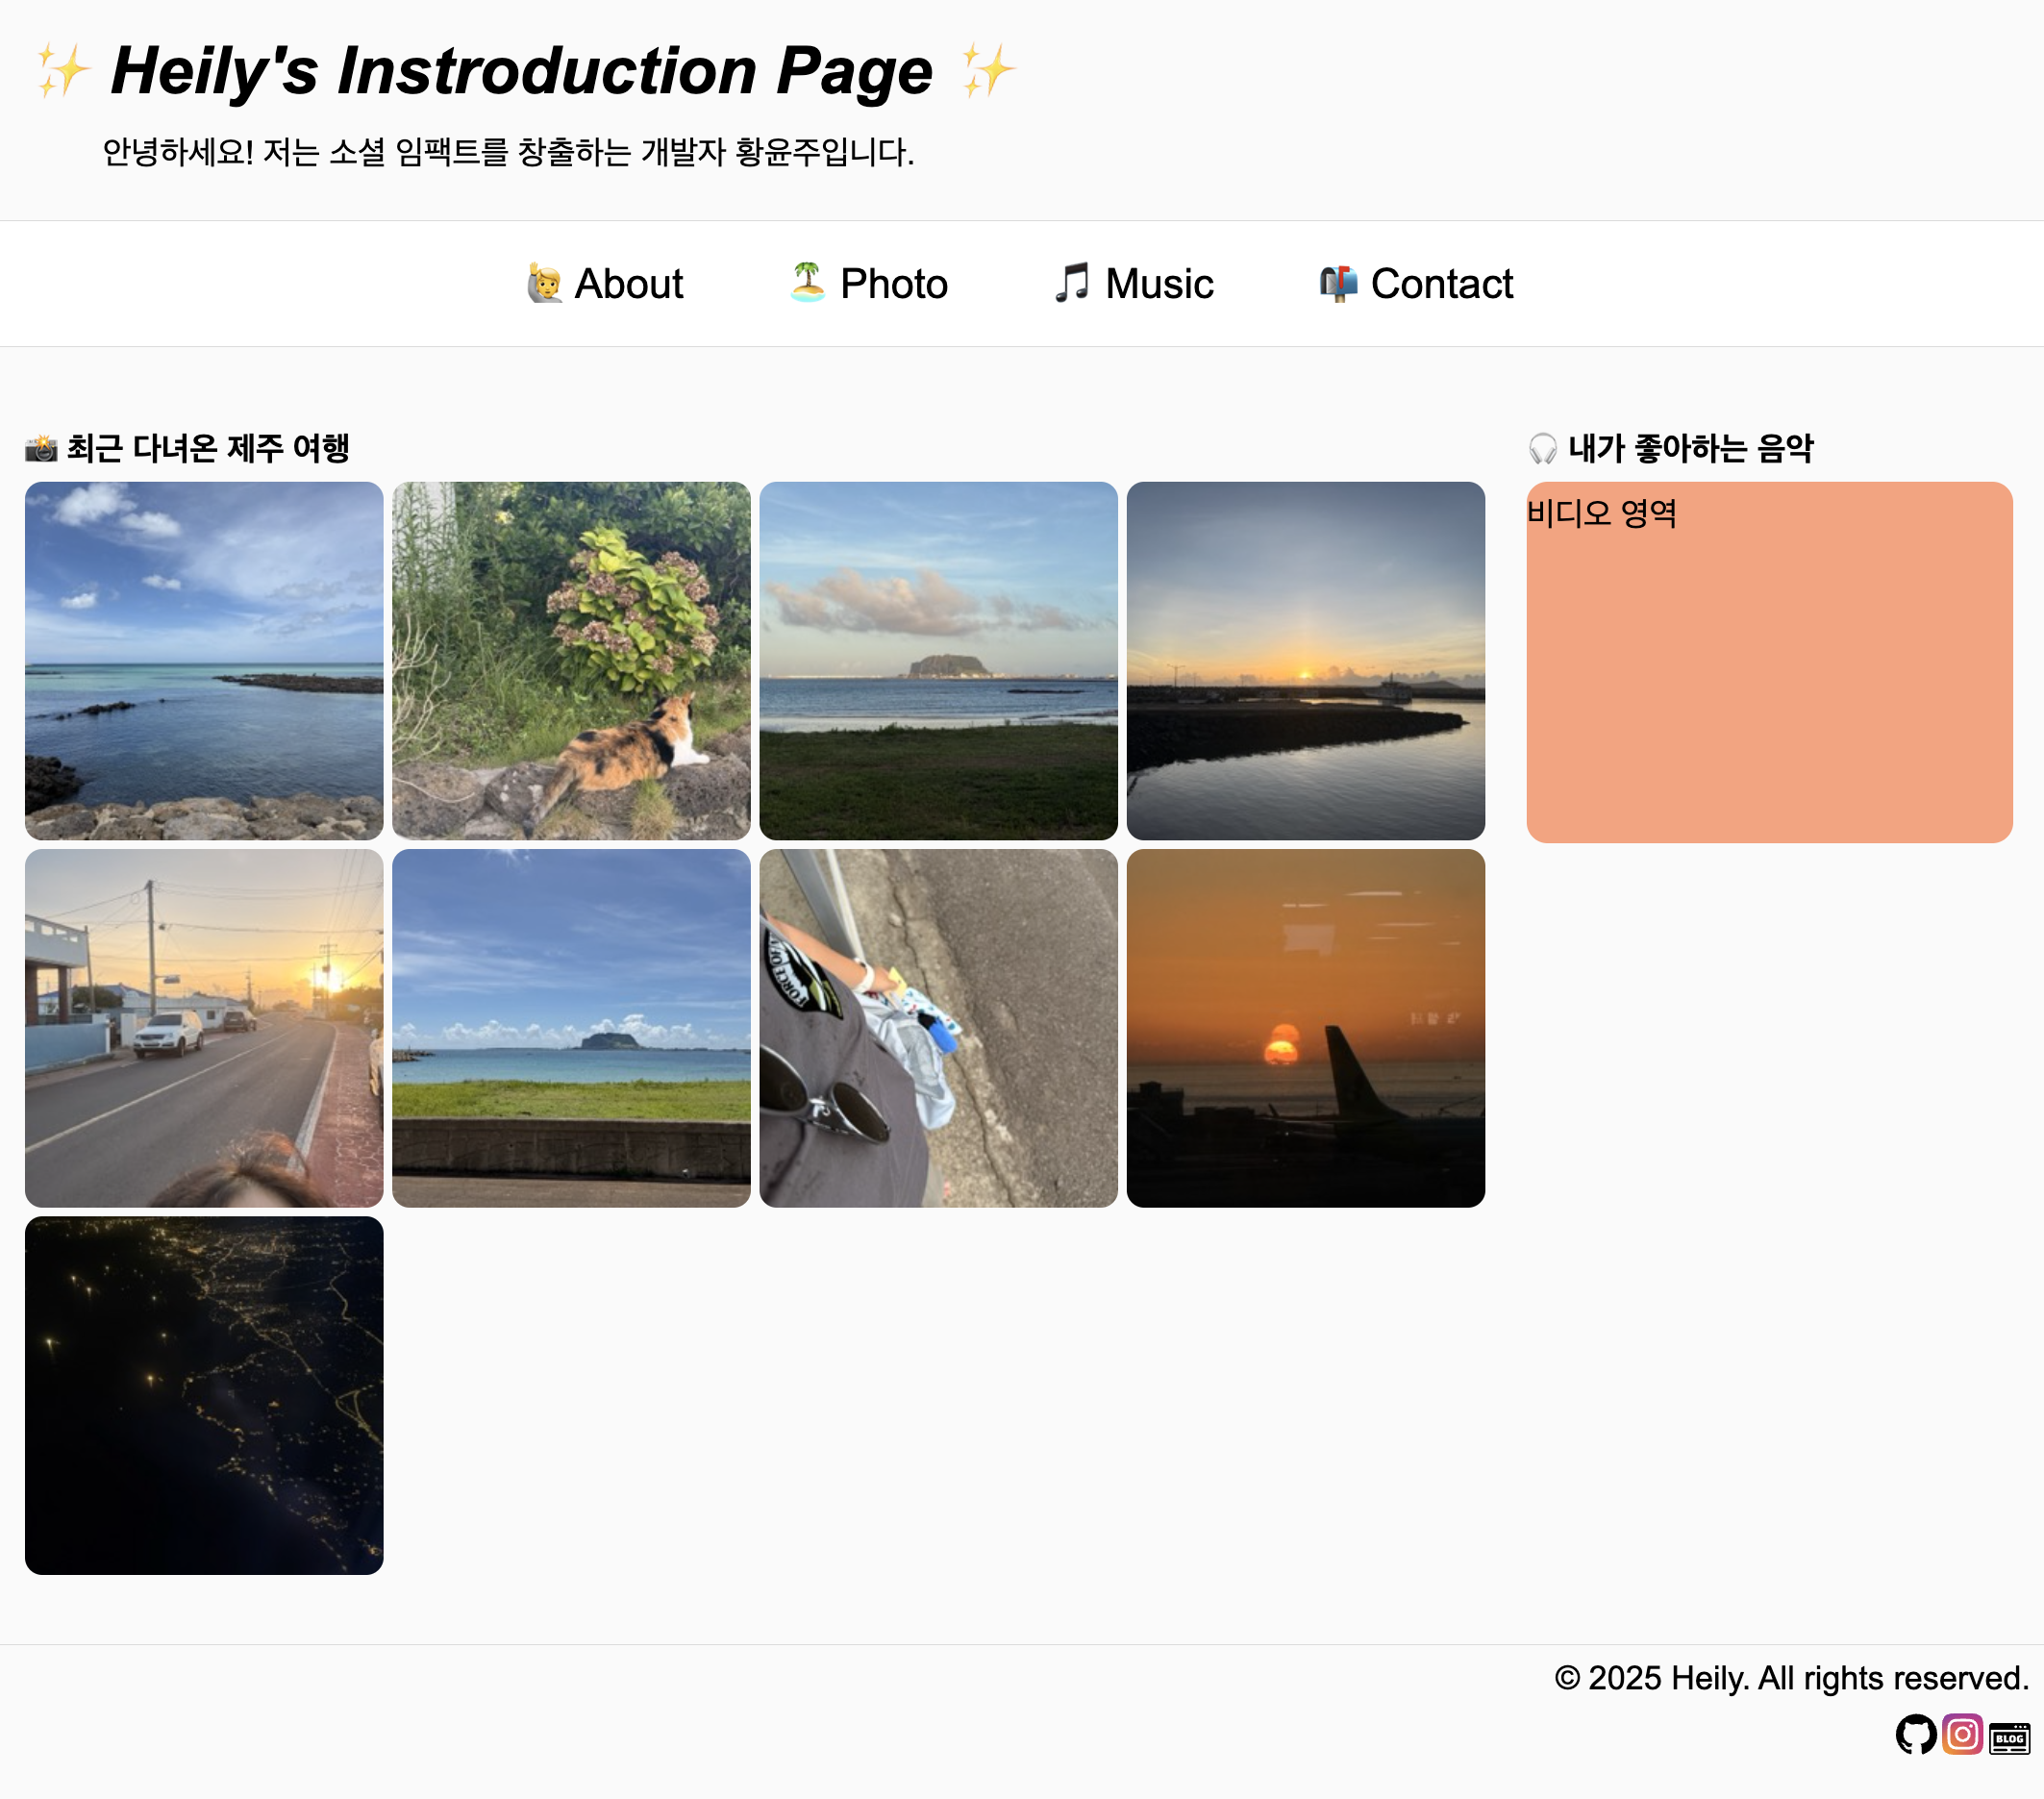 ✨ Heily's Instroduction Page ✨
안녕하세요! 저는 소셜 임팩트를 창출하는 개발자 황윤주입니다.
🙋 About 🏝️ Photo 🎵 Music 📬 Contact
📸 최근 다녀온 제주 여행
🎧 내가 좋아하는 음악
비디오 영역
FORCE OF
© 2025 Heily. All rights reserved.
BLOG